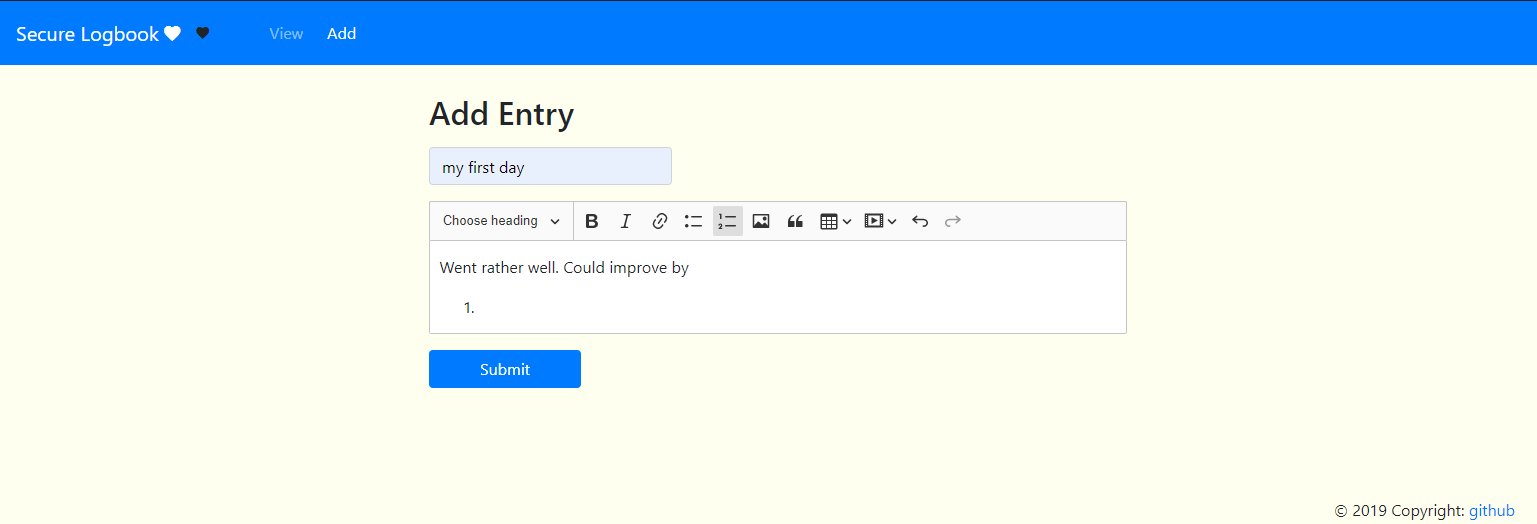 Secure Logbook View Add
Add Entry
my first day
Choose heading
Went rather well. Could improve by
1.
Submit
© 2019 Copyright: github